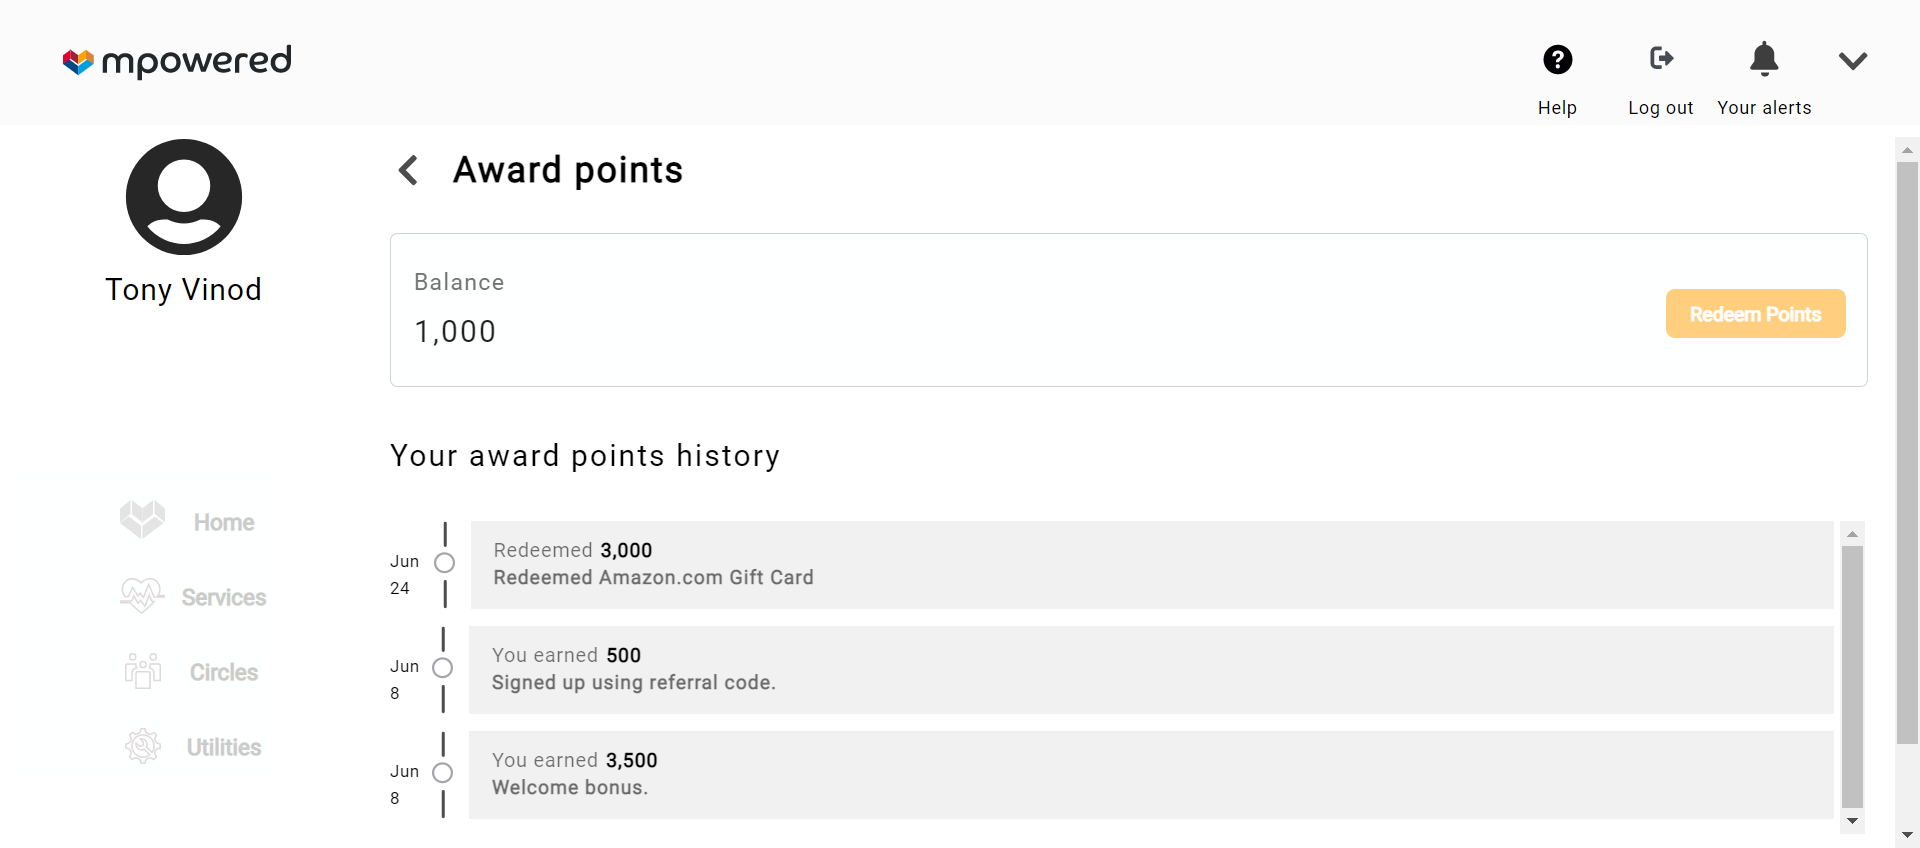 mpowered
Help
Log out
Your alerts
Tony Vinod
Award points
Balance
1,000
Redeem Points
Your award points history
Home
Services
Circles
Utilities
Jun
24
Redeemed 3,000
Redeemed Amazon.com Gift Card
Jun
8
You earned 500
Signed up using referral code.
Jun
8
You earned 3,500
Welcome bonus.